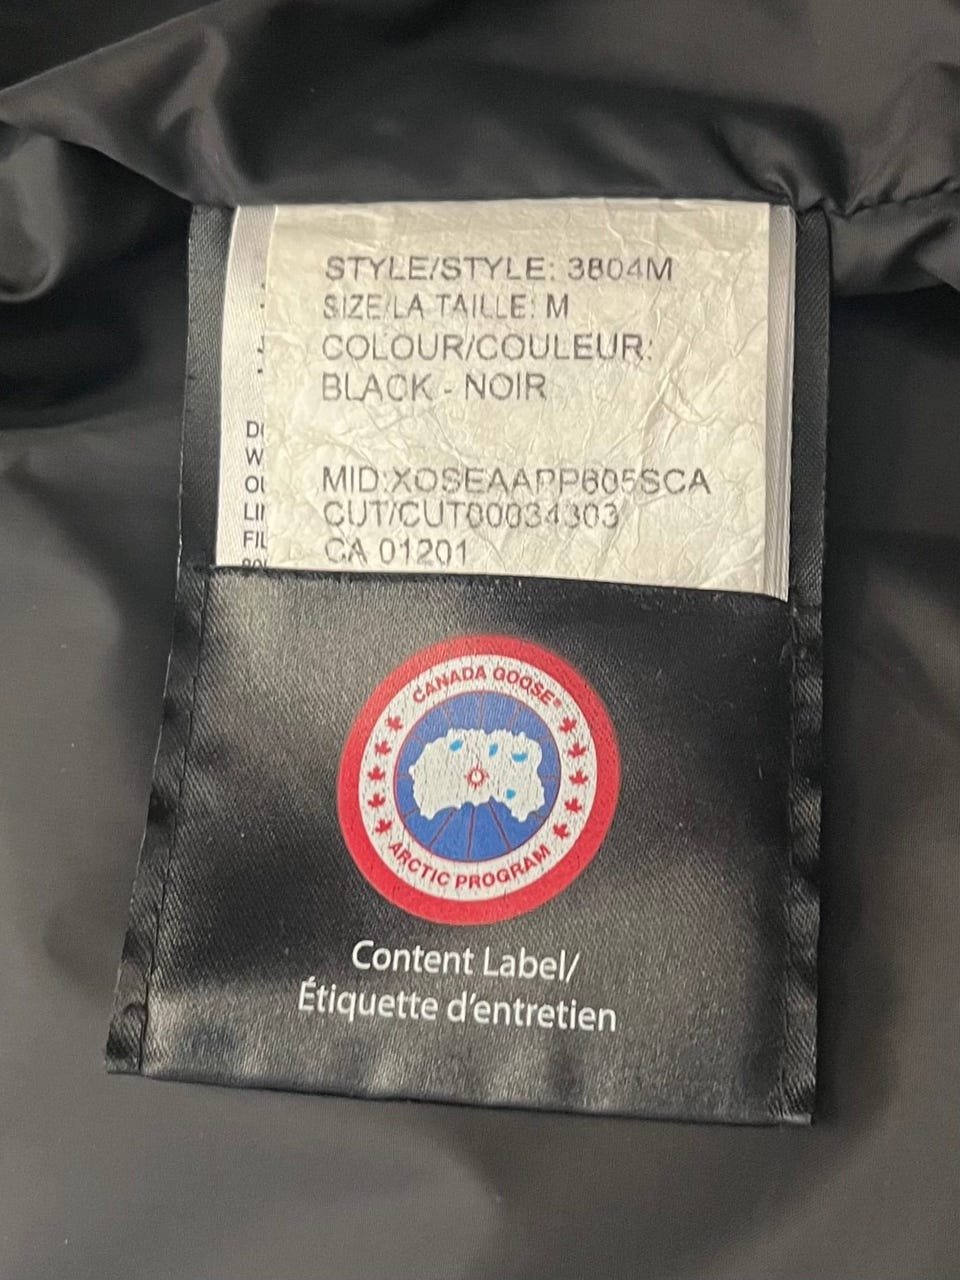 STYLE/STYLE: 3804M
SIZE/LA TAILLE: M
COLOUR/COULEUR:
BLACK - NOIR
MID:XOSEAAPP605SCA
CUT/CUT00034303
CA 01201
CANADA GOOSE®
ARCTIC PROGRAM
Content Label/
Étiquette d'entretien